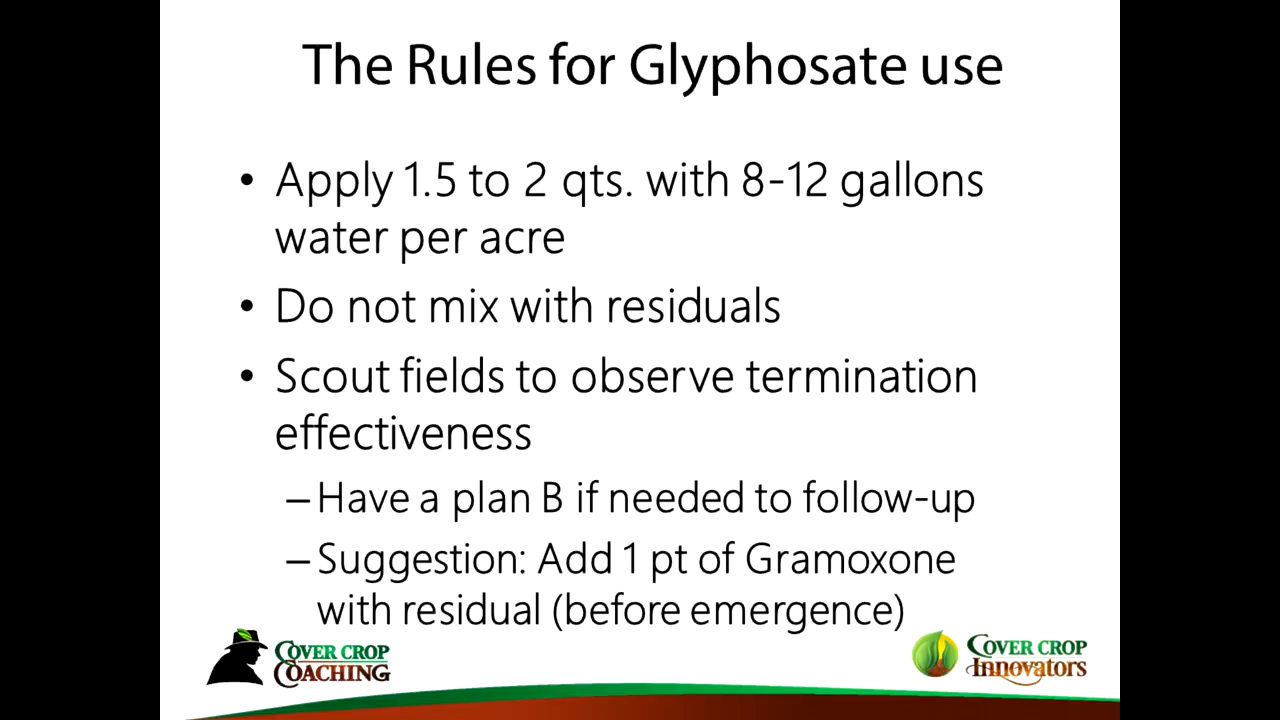 The Rules for Glyphosate use
• Apply 1.5 to 2 qts. with 8-12 gallons
water per acre
• Do not mix with residuals
• Scout fields to observe termination
effectiveness
– Have a plan B if needed to follow-up
– Suggestion: Add 1 pt of Gramoxone
with residual (before emergence)
COVER CROP
COACHING
COVER CROP
Innovators